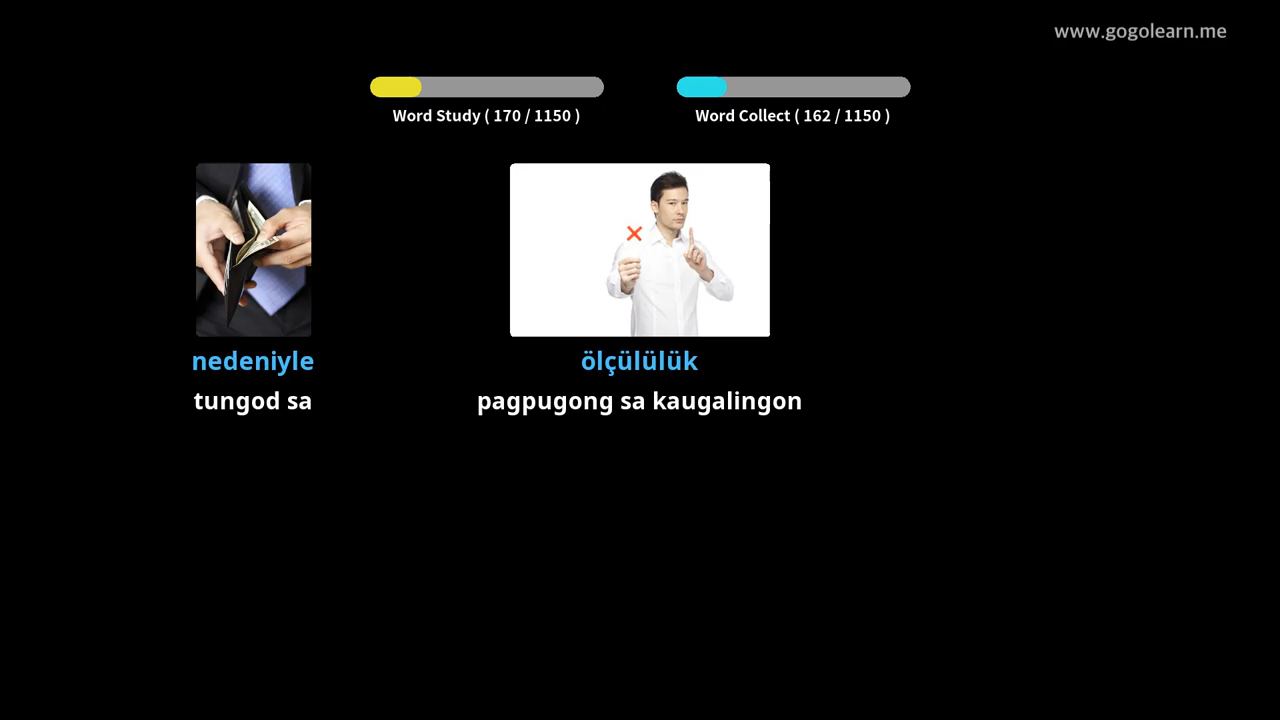 www.gogolearn.me
Word Study ( 170 / 1150 )
Word Collect ( 162 / 1150 )
nedeniyle
tungod sa
ölçülülük
pagpugong sa kaugalingon